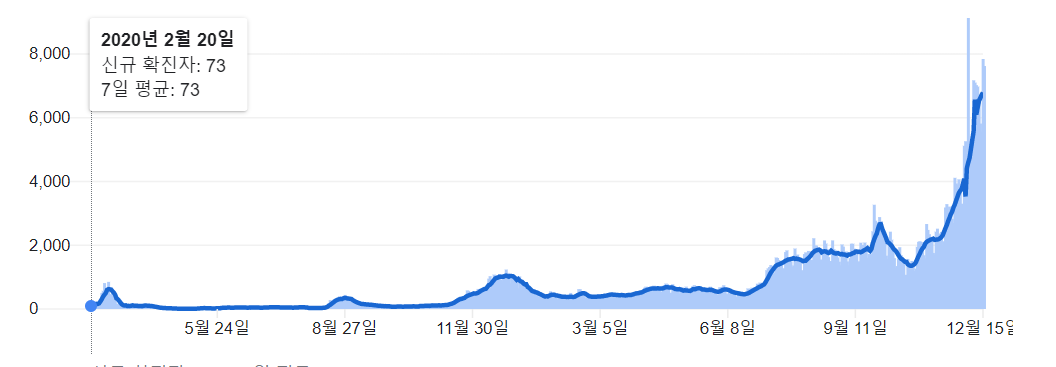 2020년 2월 20일
신규 확진자: 73
7일 평균: 73
8,000
6,000
4,000
2,000
0
5월 24일
8월 27일
11월 30일
3월 5일
6월 8일
9월 11일
12월 15일